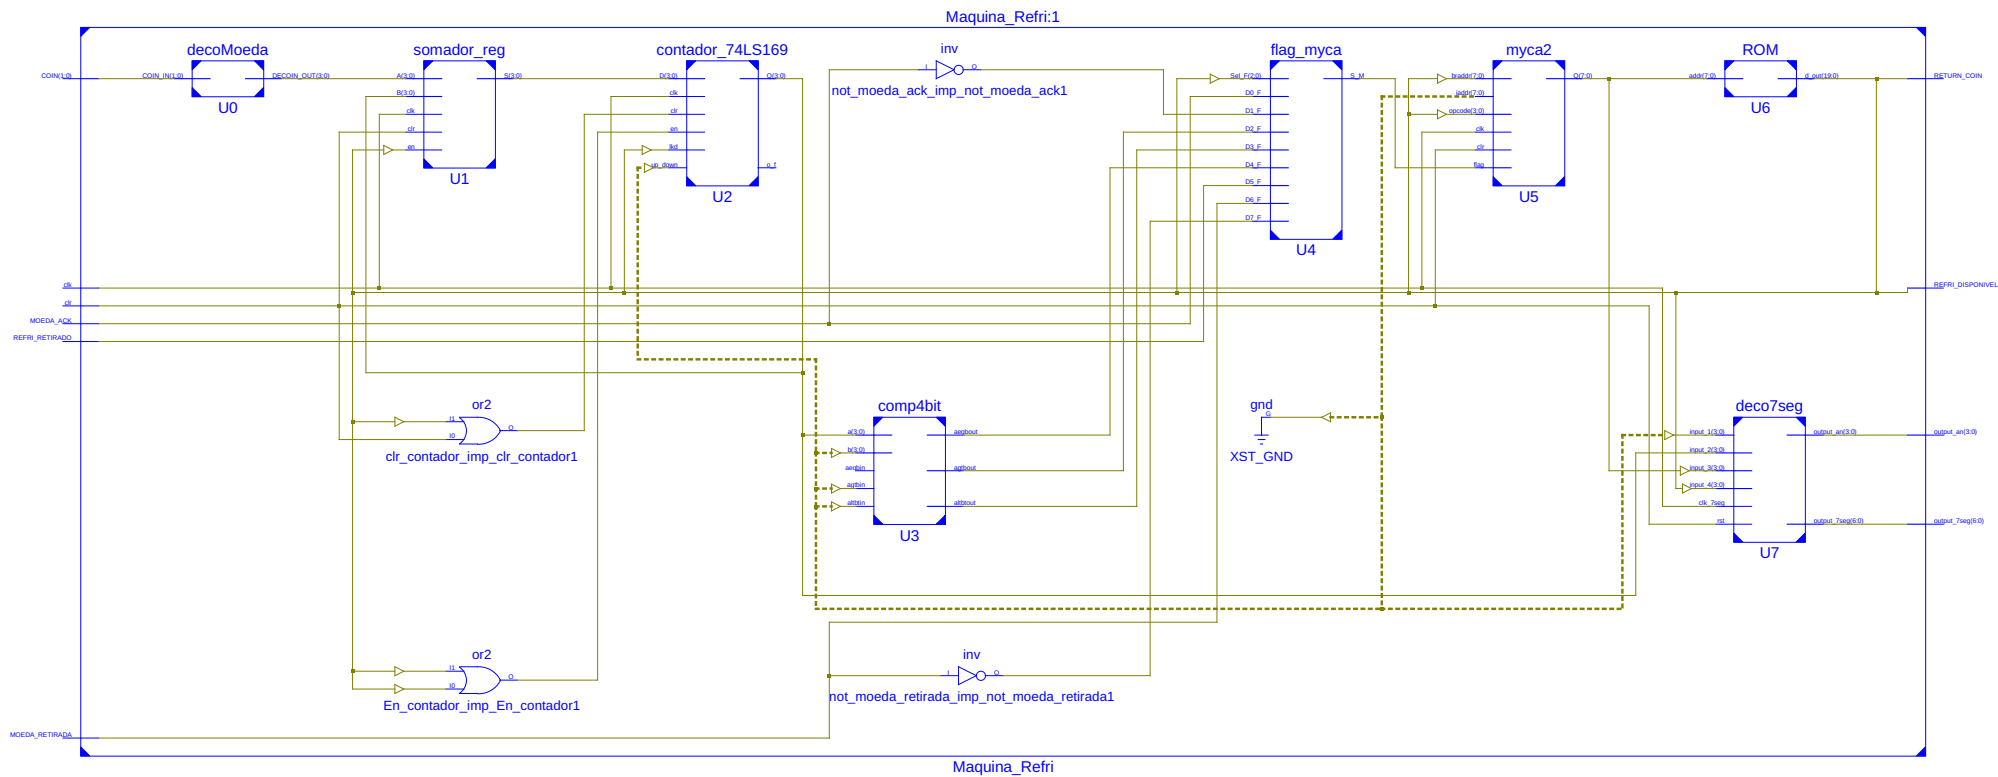 Maquina_Refri:1
decoMoeda
somador_reg
contador_74LS169
inv
flag_myca
myca2
ROM
COIN(1:0)
COIN_IN(1:0)
DECOIN_OUT(3:0)
U0
A(3:0)
B(3:0)
clk
clr
en
S(3:0)
U1
D(3:0)
clk
clr
en
lkd
up_down
Q(3:0)
o_f
U2
I
O
not_moeda_ack_imp_not_moeda_ack1
Sel_F(2:0)
D0_F
D1_F
D2_F
D3_F
D4_F
D5_F
D6_F
D7_F
S_M
U4
braddr(7:0)
jaddr(7:0)
opcode(3:0)
clk
clr
flag
Q(7:0)
U5
addr(7:0)
d_out(19:0)
U6
RETURN_COIN
clk
clr
MOEDA_ACK
REFRI_RETIRADO
REFRI_DISPONIVEL
or2
I1
I0
O
clr_contador_imp_clr_contador1
comp4bit
a(3:0)
b(3:0)
aeqbin
agtbin
altbtin
aeqbout
agtbout
altbtout
U3
gnd
G
XST_GND
deco7seg
input_1(3:0)
input_2(3:0)
input_3(3:0)
input_4(3:0)
clk_7seg
rst
output_an(3:0)
output_7seg(6:0)
U7
output_an(3:0)
output_7seg(6:0)
or2
I1
I0
O
En_contador_imp_En_contador1
inv
I
O
not_moeda_retirada_imp_not_moeda_retirada1
MOEDA_RETIRADA
Maquina_Refri